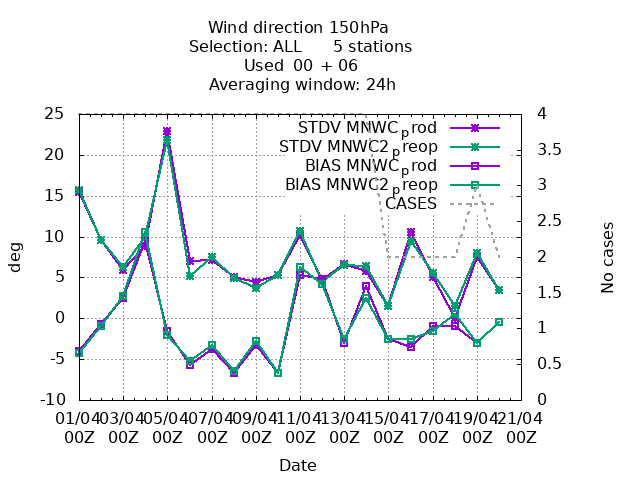 Wind direction 150hPa
Selection: ALL 5 stations
Used 00 + 06
Averaging window: 24h
25
20
15
10
5
0
-5
-10
deg
4
3.5
3
2.5
2
1.5
1
0.5
0
No cases
STDV MNWC_prod
STDV MNWC2_preop
BIAS MNWC_prod
BIAS MNWC2_preop
CASES
01/04 03/04 05/04 07/04 09/04 11/04 13/04 15/04 17/04 19/04 21/04
00Z 00Z 00Z 00Z 00Z 00Z 00Z 00Z 00Z 00Z 00Z
Date